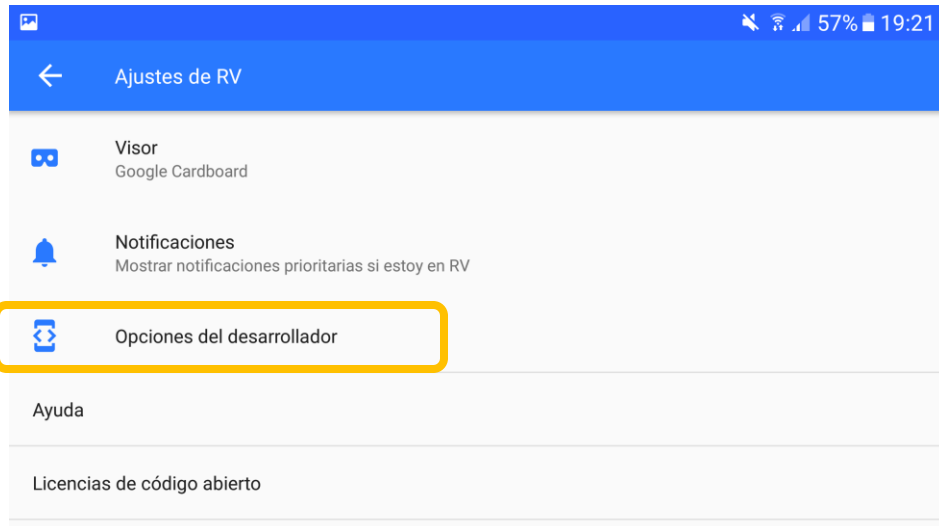 57% 19:21
Ajustes de RV
Visor
Google Cardboard
Notificaciones
Mostrar notificaciones prioritarias si estoy en RV
Opciones del desarrollador
Ayuda
Licencias de código abierto